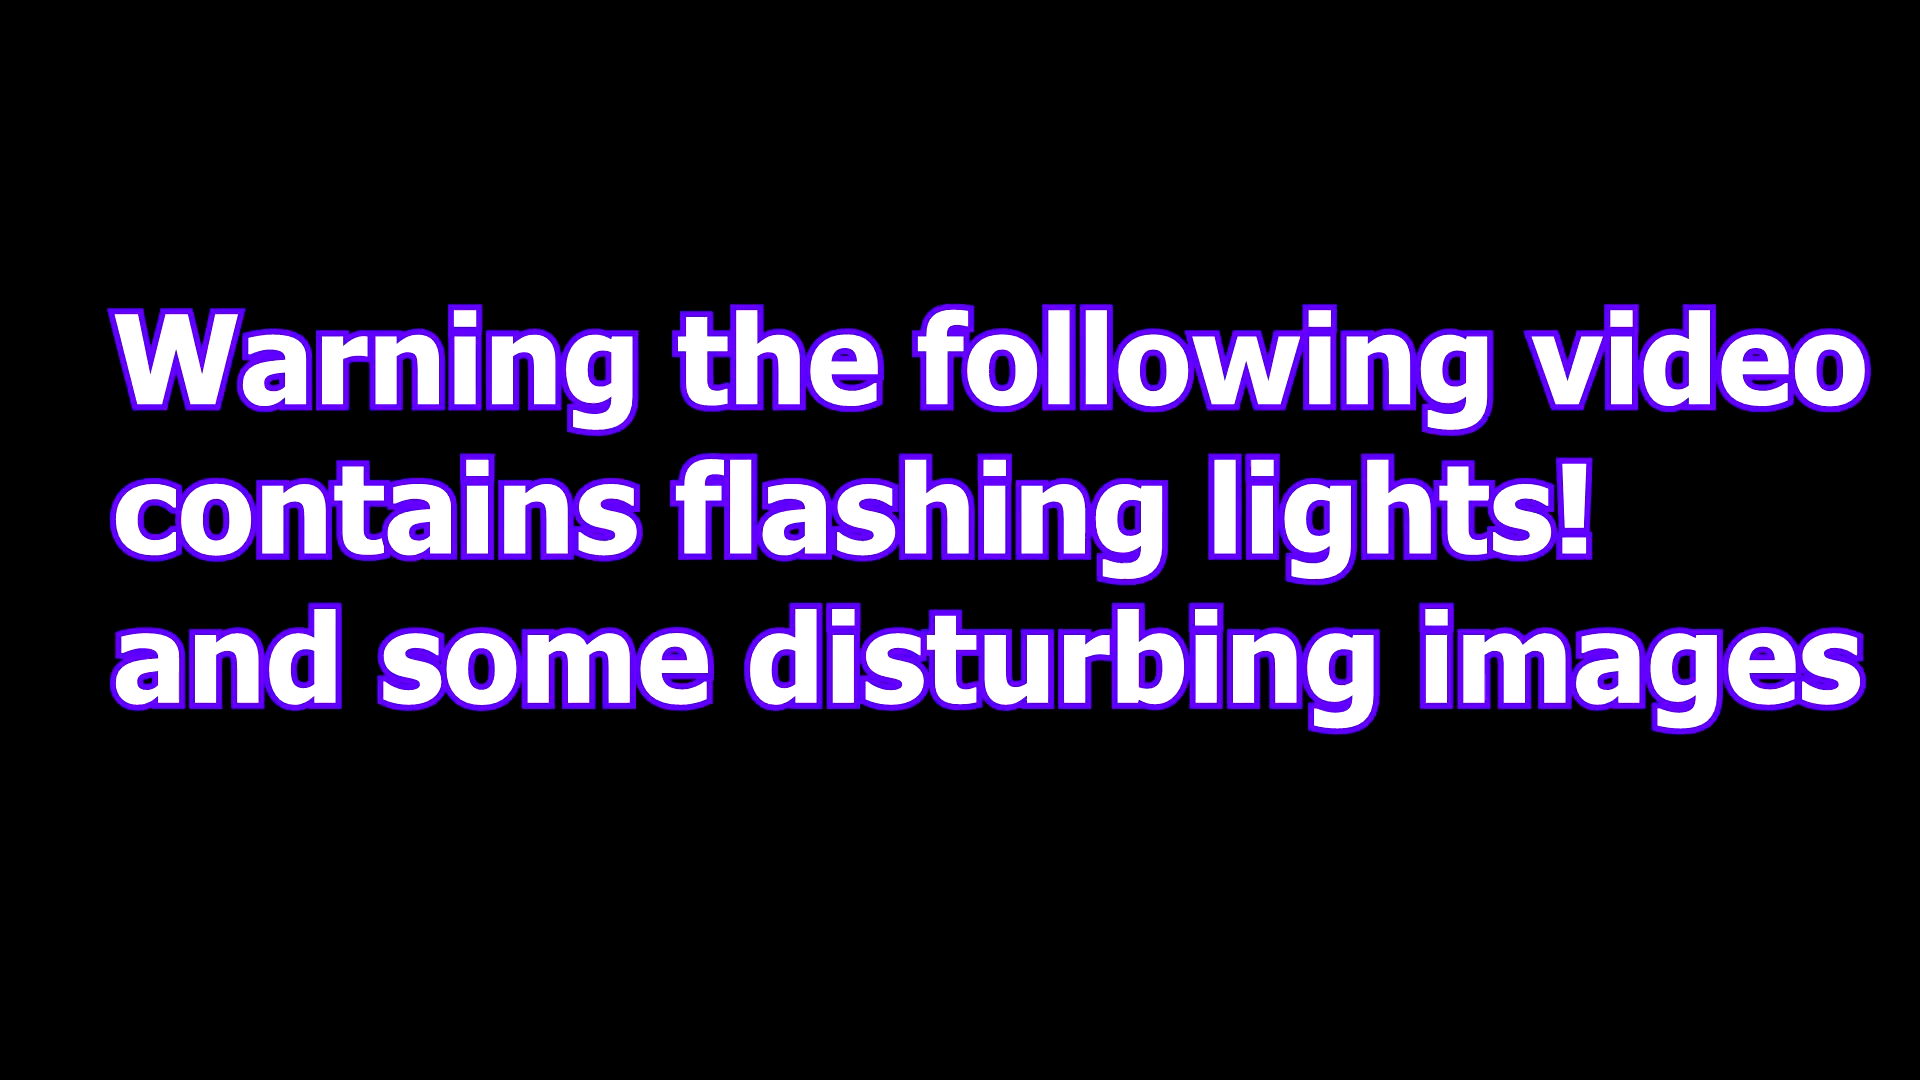 Warning the following video
contains flashing lights!
and some disturbing images